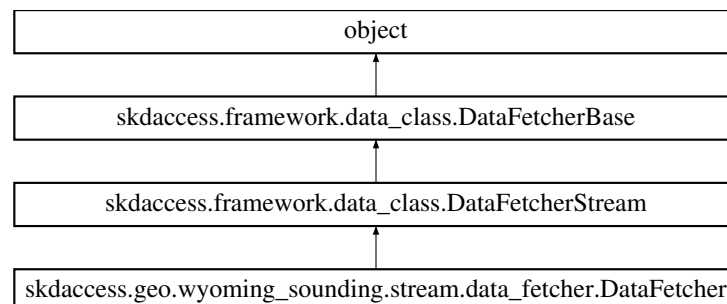 object
skdaccess.framework.data_class.DataFetcherBase
skdaccess.framework.data_class.DataFetcherStream
skdaccess.geo.wyoming_sounding.stream.data_fetcher.DataFetcher